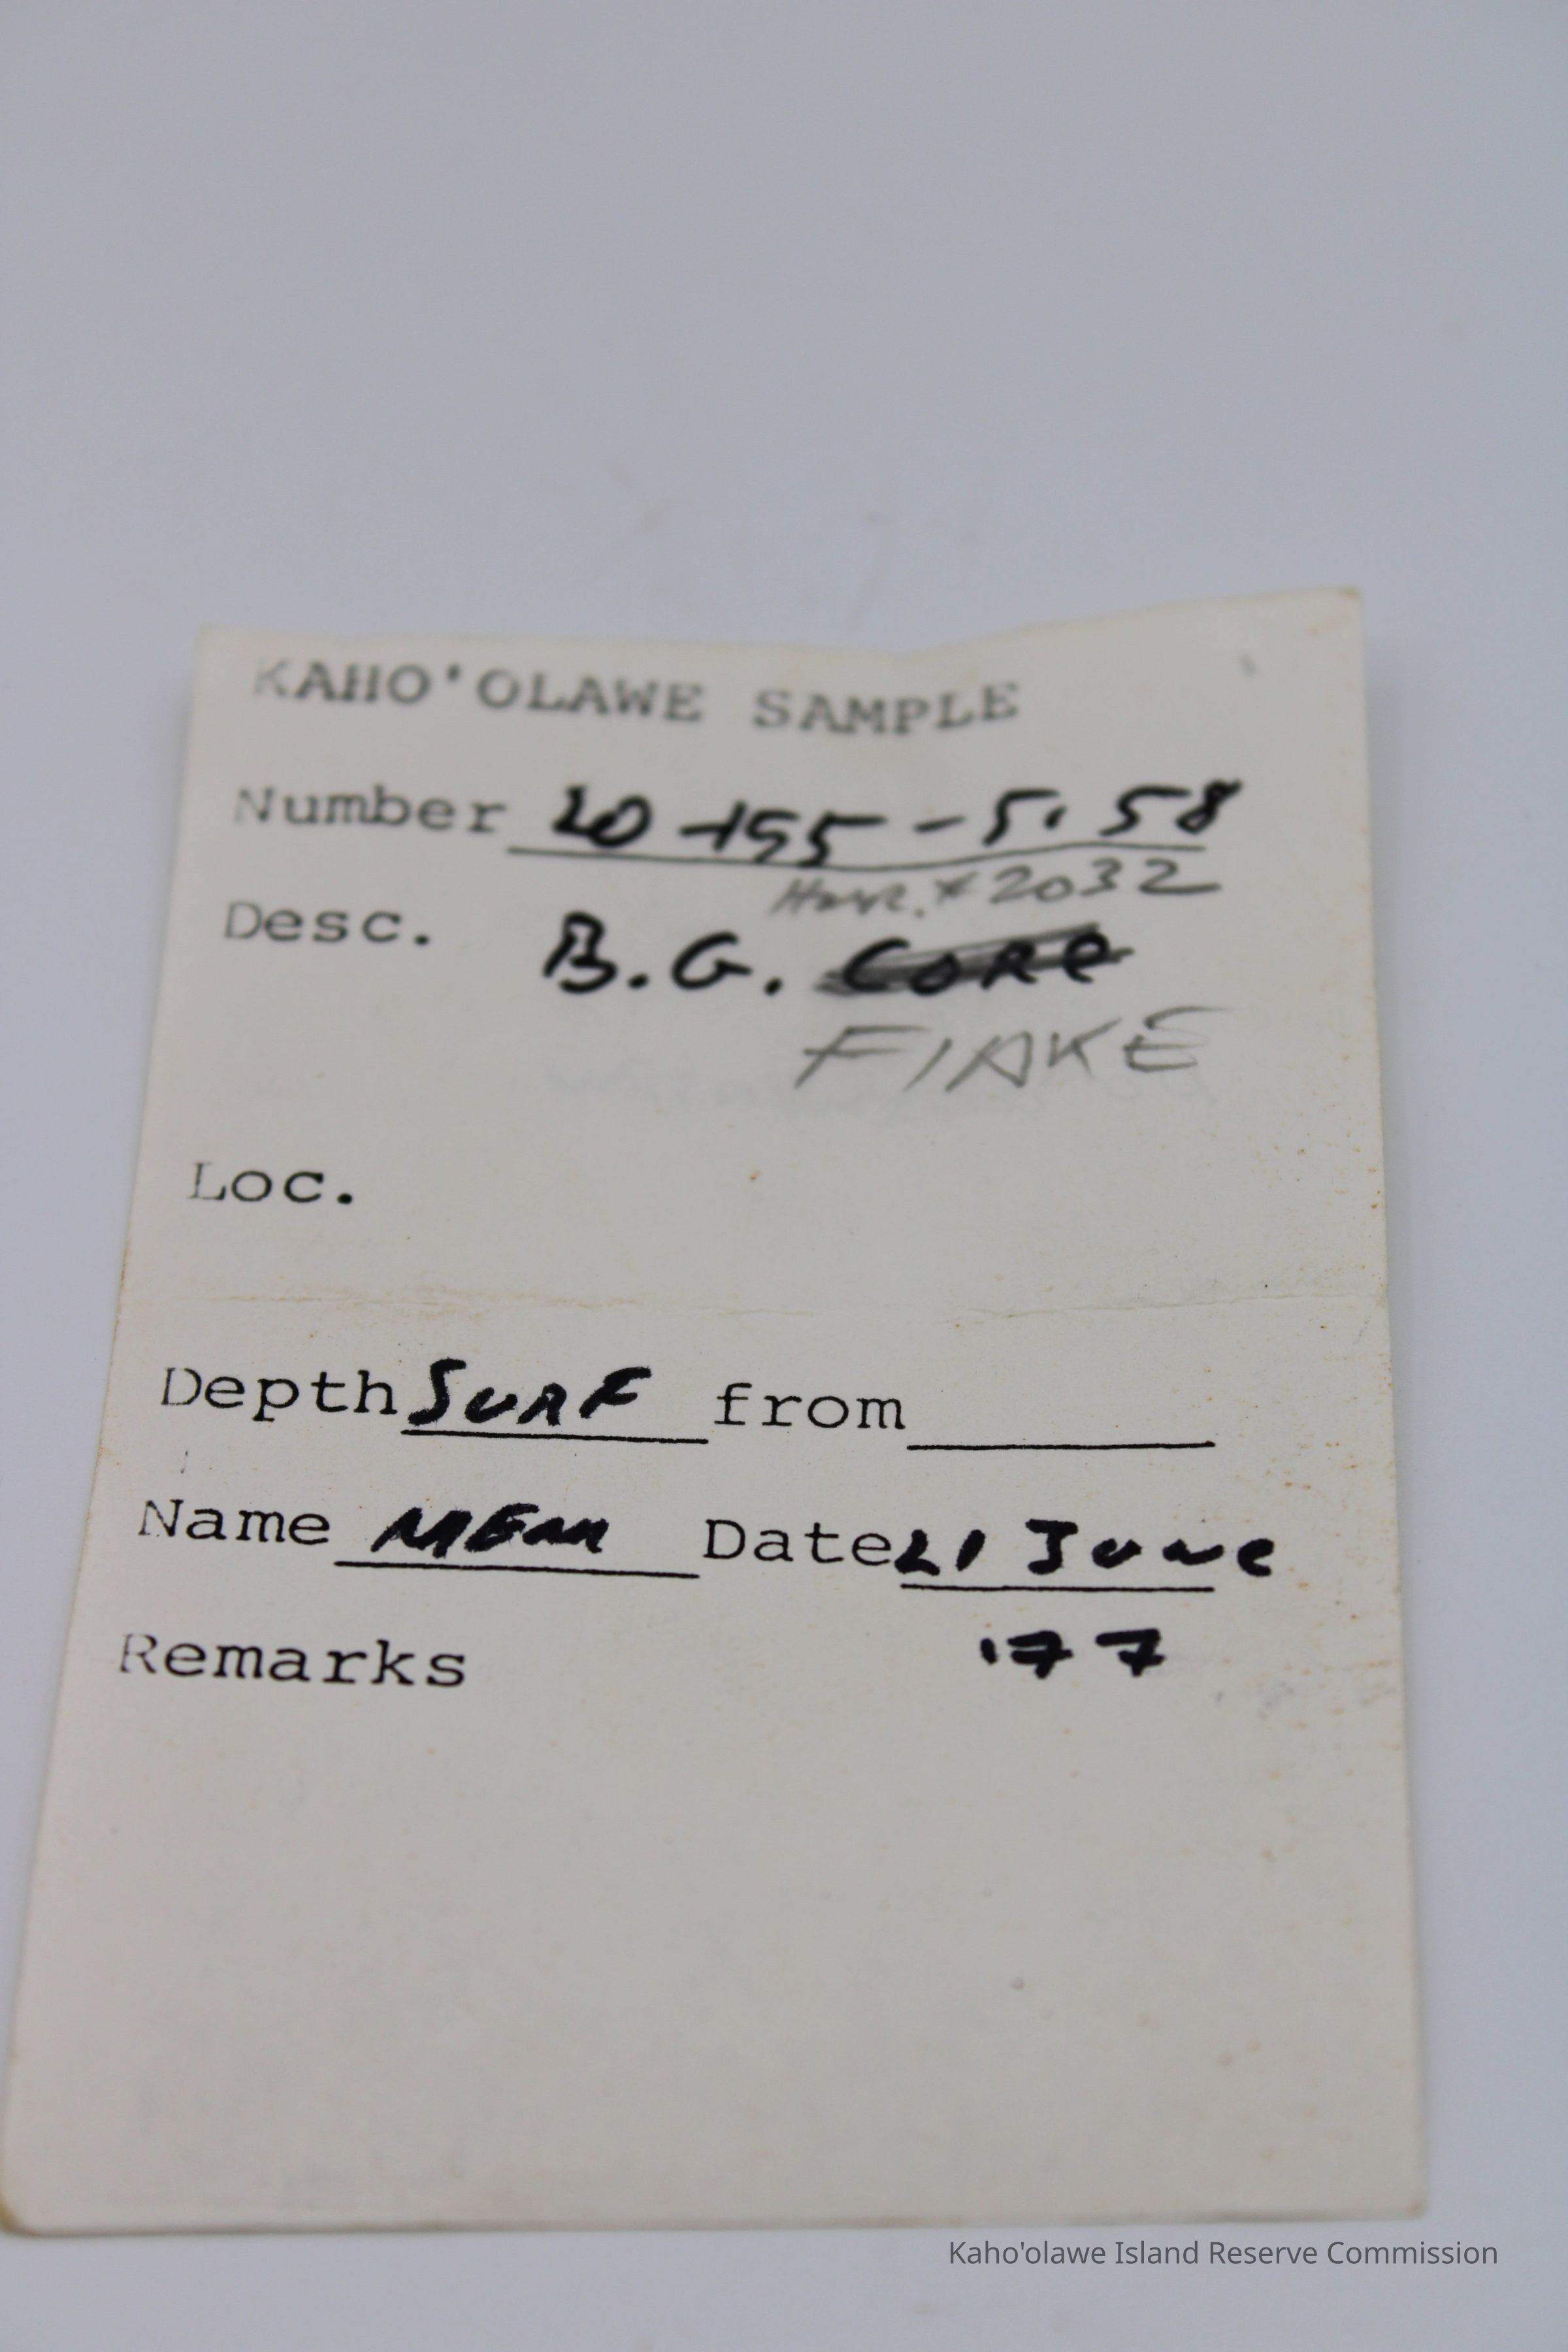 KAHO'OLAWE SAMPLE
Number 20-155-5.58
#2032
Desc. B.G. Core
FlAKE
Loc.
Depth SURF from
Name MEM Date 21 June
'77
Remarks
Kaho'olawe Island Reserve Commission